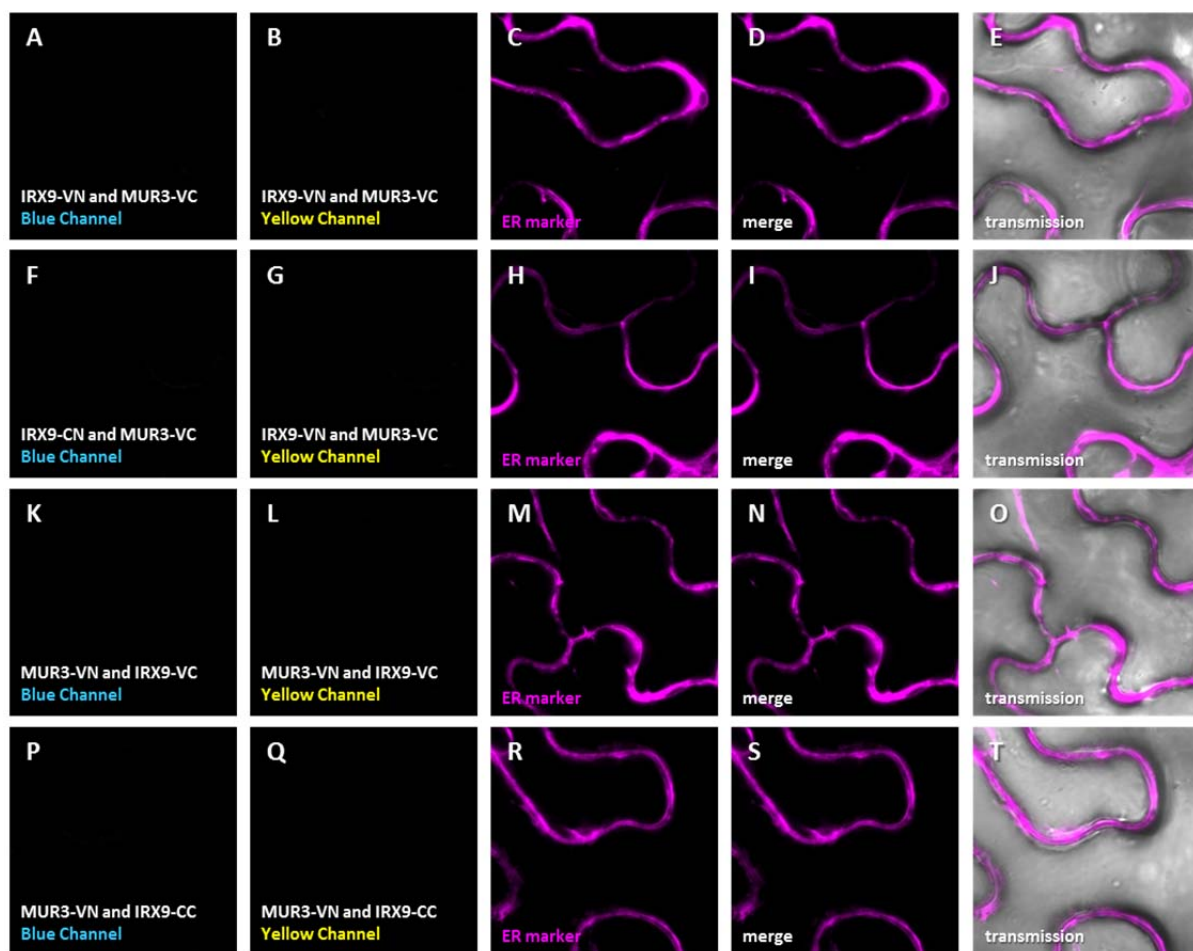 A
B
C
D
E
IRX9-VN and MUR3-VC
Blue Channel
IRX9-VN and MUR3-VC
Yellow Channel
ER marker
merge
transmission
F
G
H
I
J
IRX9-CN and MUR3-VC
Blue Channel
IRX9-VN and MUR3-VC
Yellow Channel
ER marker
merge
transmission
K
L
M
N
O
MUR3-VN and IRX9-VC
Blue Channel
MUR3-VN and IRX9-VC
Yellow Channel
ER marker
merge
transmission
P
Q
R
S
T
MUR3-VN and IRX9-CC
Blue Channel
MUR3-VN and IRX9-CC
Yellow Channel
ER marker
merge
transmission